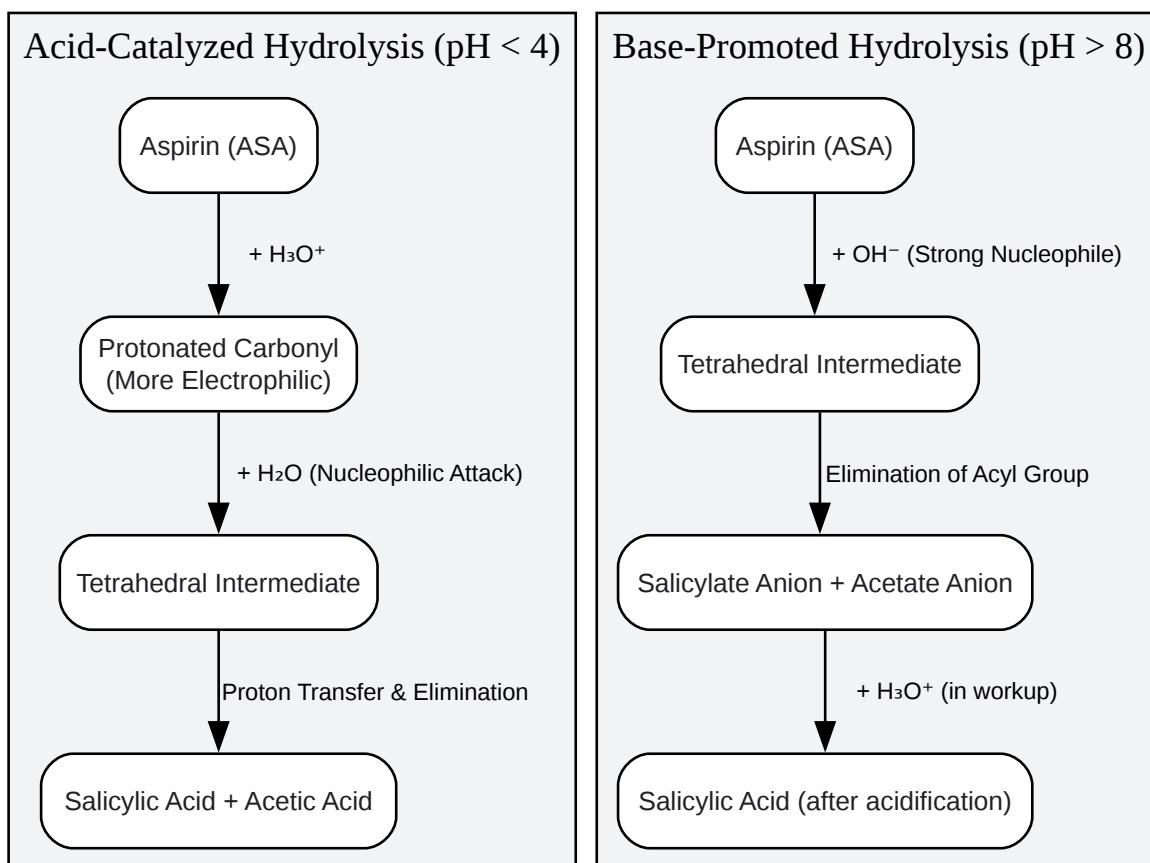 Acid-Catalyzed Hydrolysis (pH < 4)
Aspirin (ASA)
+ H₃O⁺
Protonated Carbonyl
(More Electrophilic)
+ H₂O (Nucleophilic Attack)
Tetrahedral Intermediate
Proton Transfer & Elimination
Salicylic Acid + Acetic Acid
Base-Promoted Hydrolysis (pH > 8)
Aspirin (ASA)
+ OH⁻ (Strong Nucleophile)
Tetrahedral Intermediate
Elimination of Acyl Group
Salicylate Anion + Acetate Anion
+ H₃O⁺ (in workup)
Salicylic Acid (after acidification)